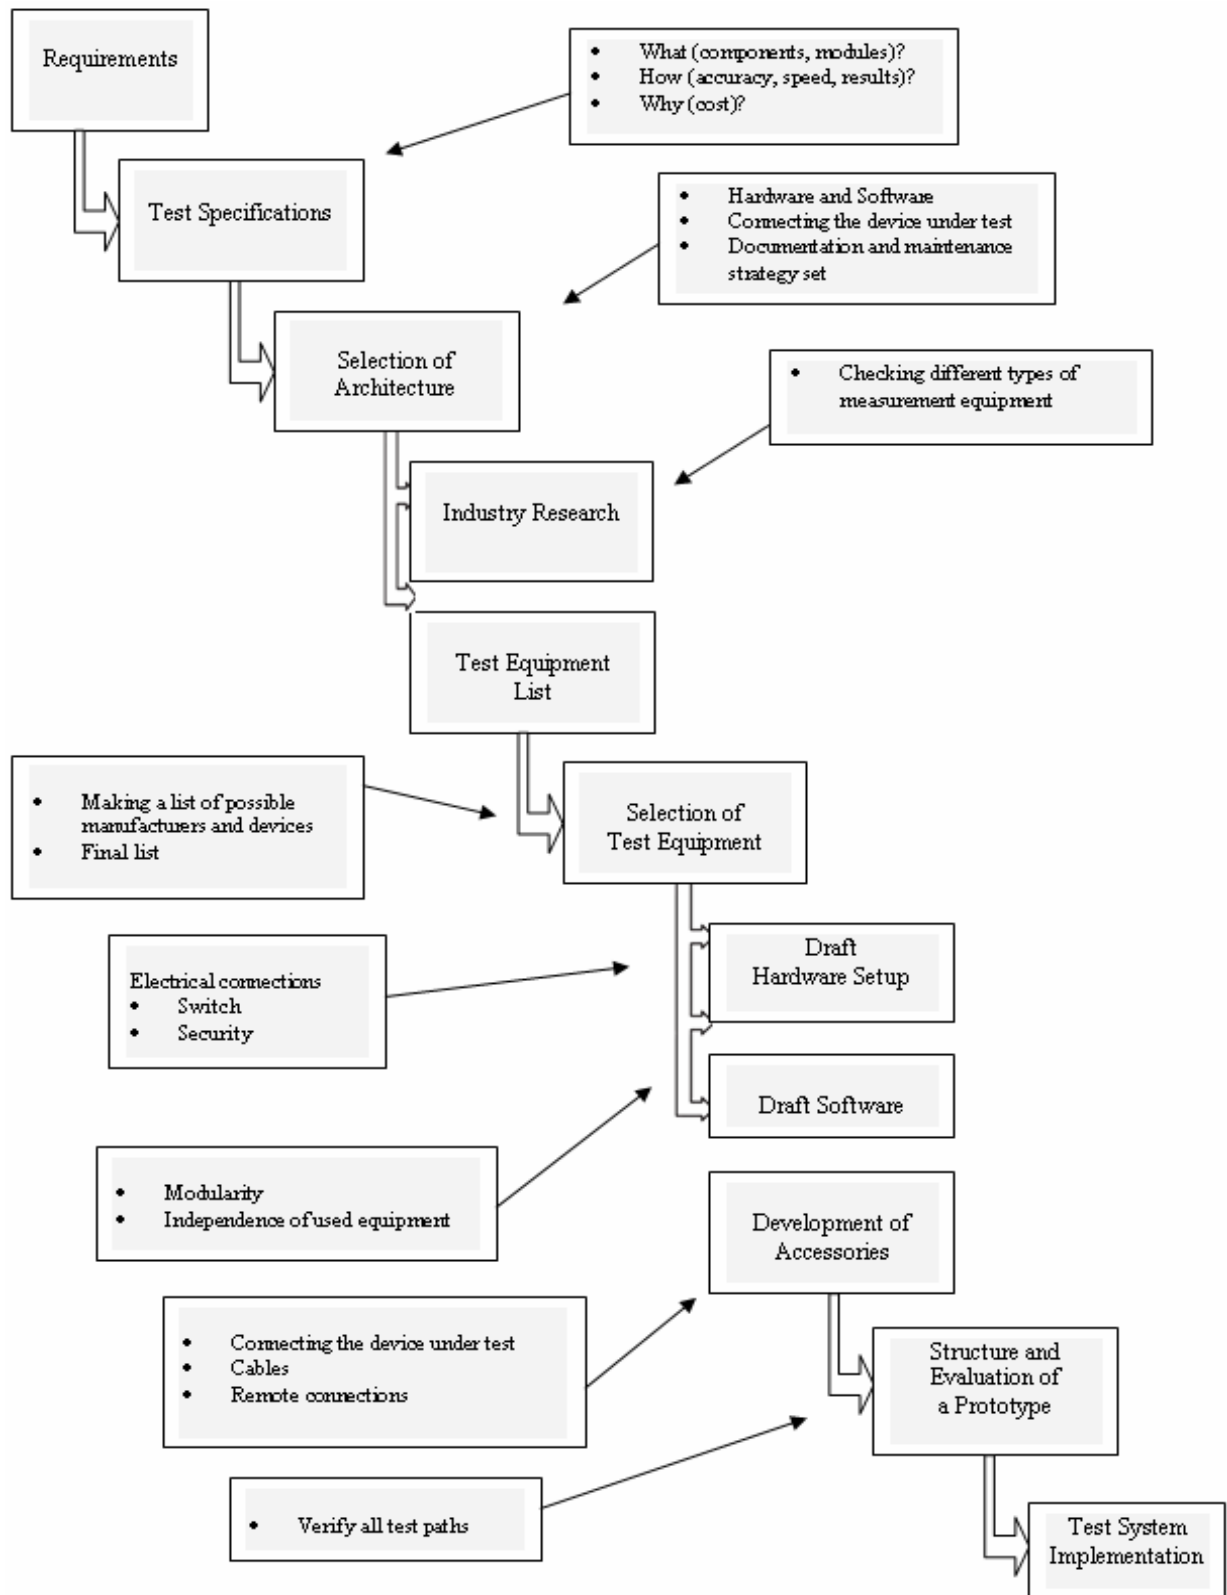 Requirements
• What (components, modules)?
• How (accuracy, speed, results)?
• Why (cost)?
Test Specifications
• Hardware and Software
• Connecting the device under test
• Documentation and maintenance
strategy set
Selection of
Architecture
• Checking different types of
measurement equipment
Industry Research
Test Equipment
List
• Making a list of possible
manufacturers and devices
• Final list
Selection of
Test Equipment
Electrical connections
• Switch
• Security
Draft
Hardware Setup
Draft Software
• Modularity
• Independence of used equipment
Development of
Accessories
• Connecting the device under test
• Cables
• Remote connections
Structure and
Evaluation of
a Prototype
• Verify all test paths
Test System
Implementation